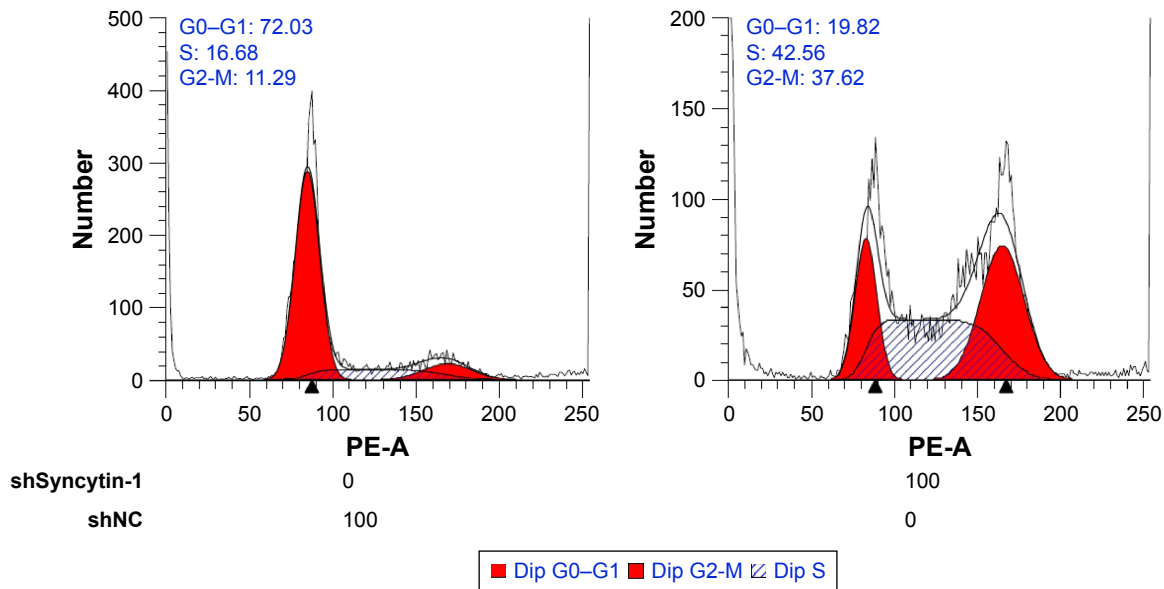 500
400
300
200
100
0
Number
G0–G1: 72.03
S: 16.68
G2-M: 11.29
0 50 100 150 200 250
PE-A
200
150
100
50
0
Number
G0–G1: 19.82
S: 42.56
G2-M: 37.62
0 50 100 150 200 250
PE-A
shSyncytin-1 0 100
shNC 100 0
Dip G0–G1 Dip G2-M Dip S